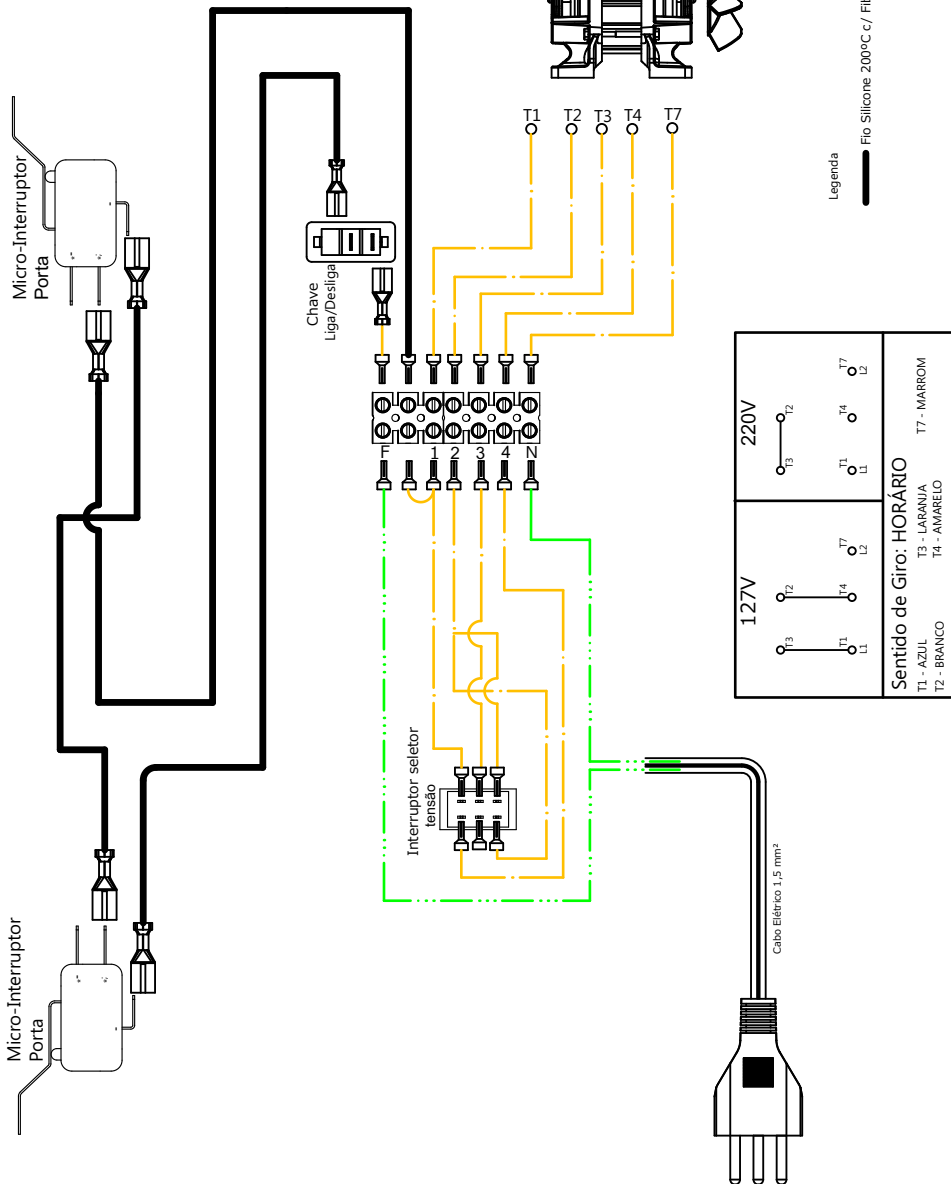 Micro-Interruptor
Porta
Chave
Liga/Desliga
T1
T2
T3
T4
T7
Legenda
Fio Silicone 200ºC c/ Fib
F
1
2
3
4
N
Interruptor seletor
tensão
Micro-Interruptor
Porta
Cabo Elétrico 1,5 mm²
127V
T3
T2
T1
T4
T7
L1
L2
220V
T3
T2
T1
T4
T7
L1
L2
Sentido de Giro: HORÁRIO
T1 - AZUL
T3 - LARANJA
T7 - MARROM
T2 - BRANCO
T4 - AMARELO